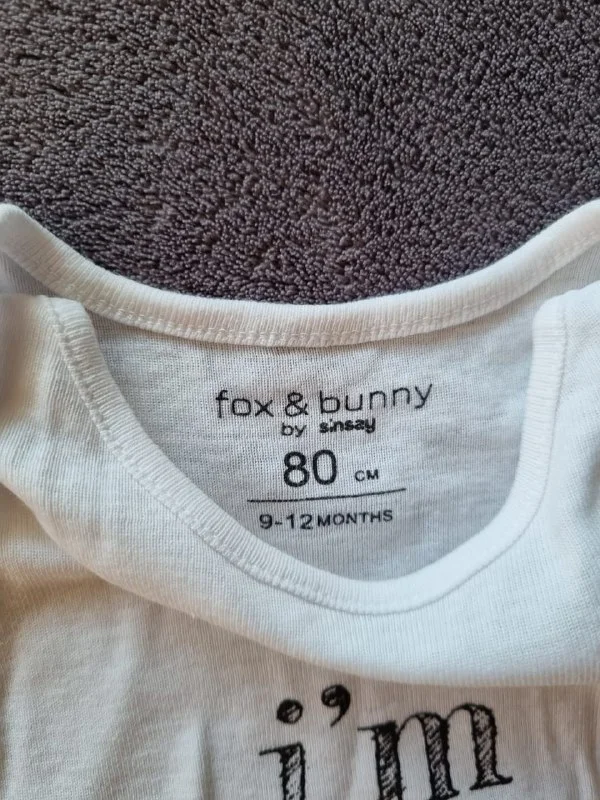 fox & bunny
by sinsay
80 CM
9-12 MONTHS
i'm